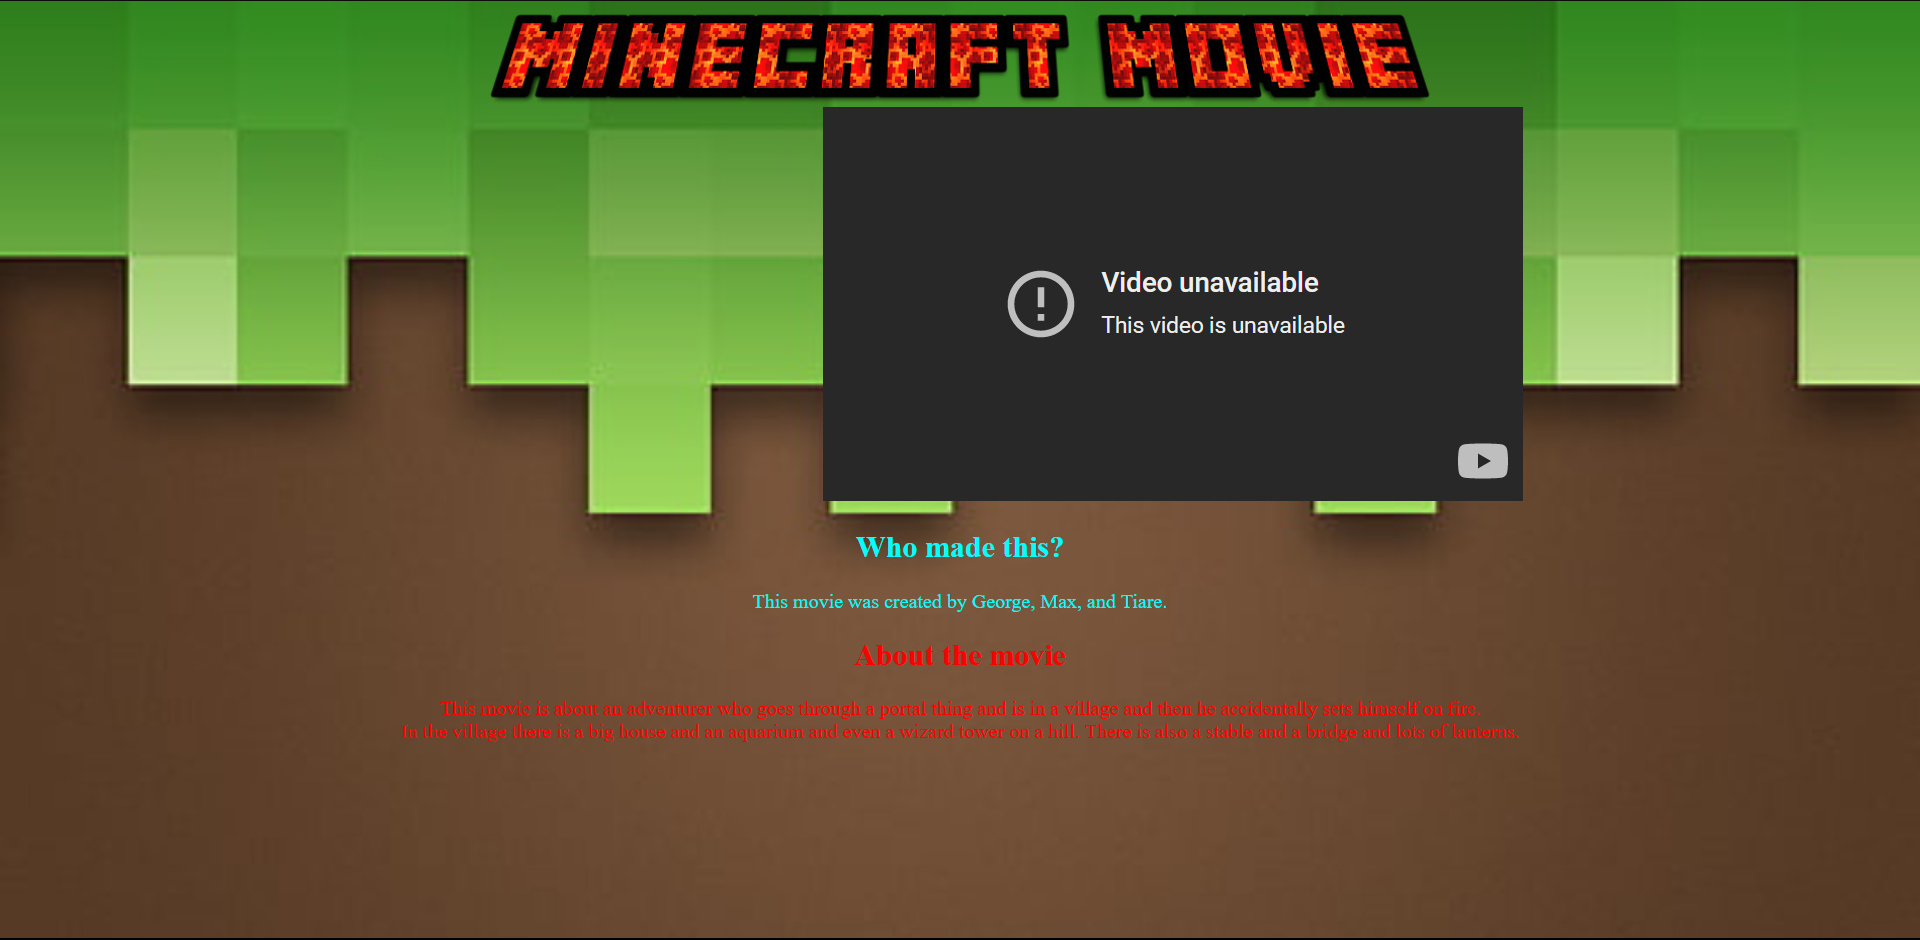 MINECRAFT MOVIE
Video unavailable
This video is unavailable
Who made this?
This movie was created by George, Max, and Tiare.
About the movie
This movie is about an adventurer who goes through a portal thing and is in a village and then he accidentally sets himself on fire.
In the village there is a big house and an aquarium and even a wizard tower on a hill. There is also a stable and a bridge and lots of lanterns.